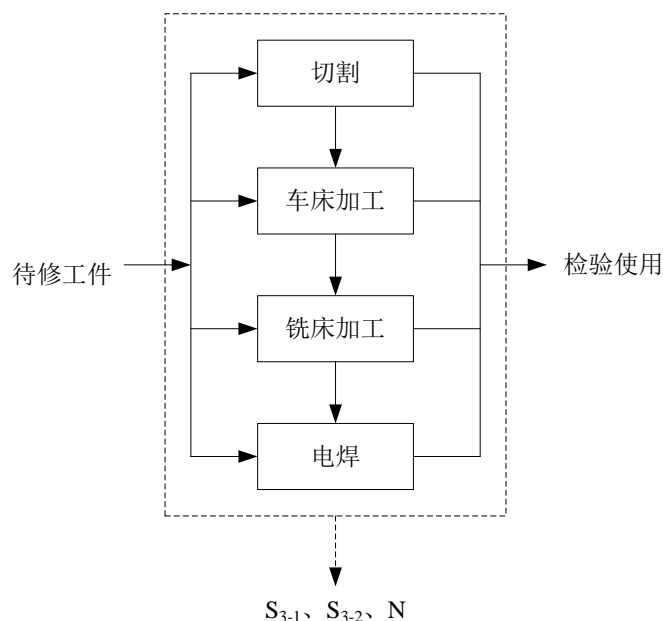 切割
车床加工
待修工件
检验使用
铣床加工
电焊
S3-1、S3-2、N